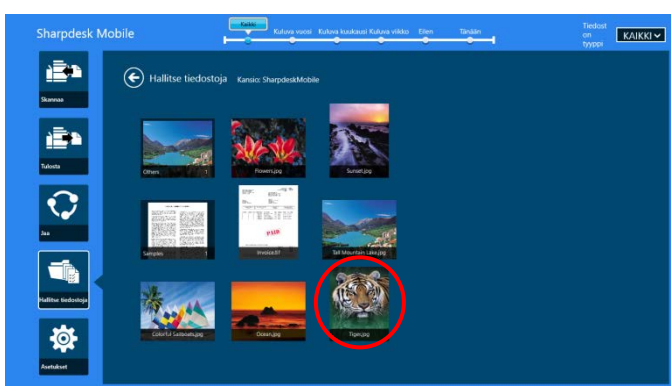 Sharpdesk Mobile
Kaikki
Kuluva vuosi Kuluva kuukausi Kuluva viikko Eilen Tänään
Tiedost
on
tyyppi
KAIKKI
Hallitse tiedostoja Kansio: SharpdeskMobile
Skannaa
Tulosta
Jaa
Hallitse tiedostoja
Asetukset
Others 1
Flowers.jpg
Sunset.jpg
Samples 1
Invoice.tif
Tall Mountain Lake.jpg
Colorful Sailboats.jpg
Ocean.jpg
Tiger.jpg